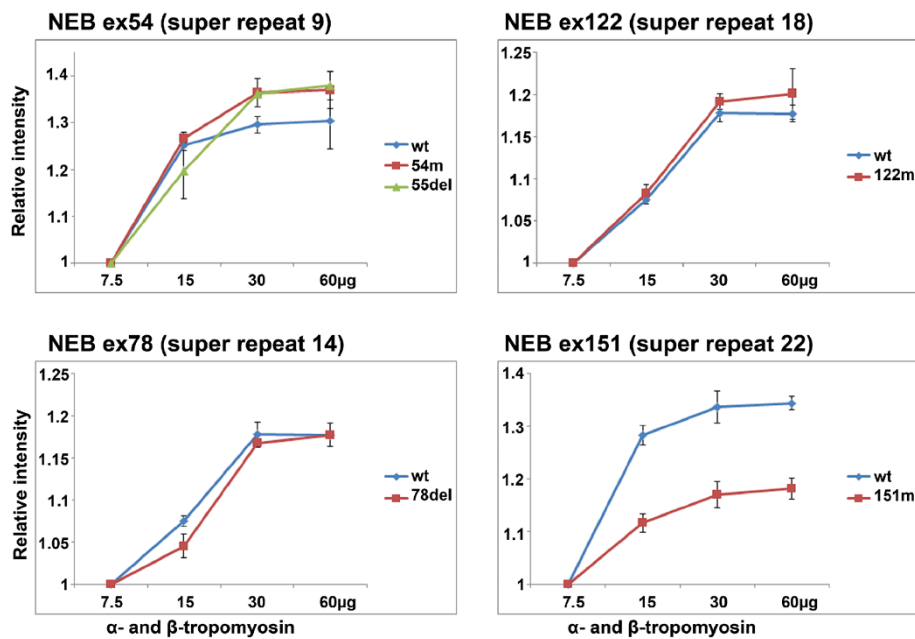 NEB ex54 (super repeat 9)
Relative intensity
1.4
1.3
1.2
1.1
1
7.5 15 30 60µg
wt
54m
55del
NEB ex122 (super repeat 18)
1.25
1.2
1.15
1.1
1.05
1
7.5 15 30 60µg
wt
122m
NEB ex78 (super repeat 14)
Relative intensity
1.25
1.2
1.15
1.1
1.05
1
7.5 15 30 60µg
wt
78del
α- and β-tropomyosin
NEB ex151 (super repeat 22)
1.4
1.3
1.2
1.1
1
7.5 15 30 60µg
wt
151m
α- and β-tropomyosin